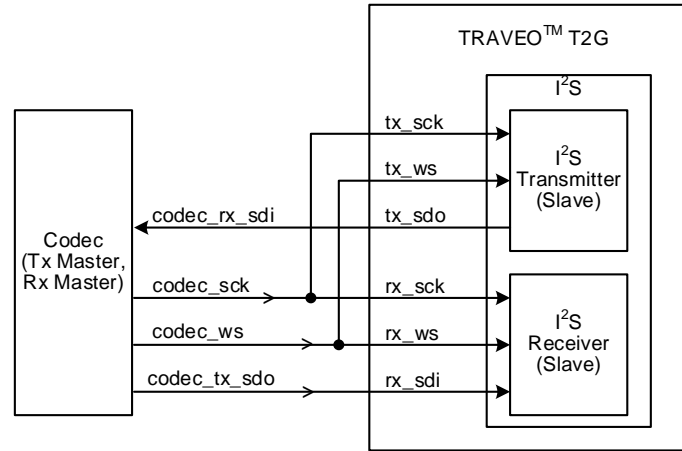 TRAVEO™ T2G
I²S
tx_sck
I²S
Transmitter
(Slave)
tx_ws
codec_rx_sdi
tx_sdo
Codec
(Tx Master,
Rx Master)
codec_sck
rx_sck
I²S
Receiver
(Slave)
codec_ws
rx_ws
codec_tx_sdo
rx_sdi